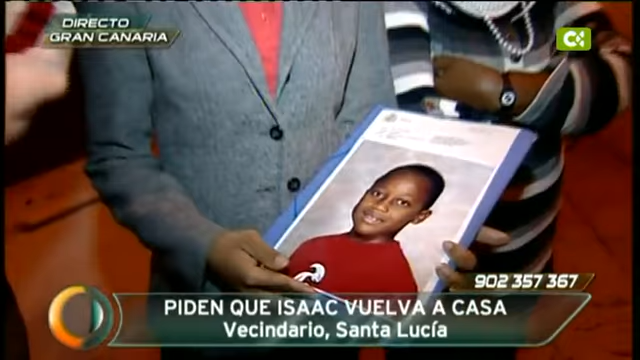 DIRECTO
GRAN CANARIA
902 357 367
PIDEN QUE ISAAC VUELVA A CASA
Vecindario, Santa Lucía